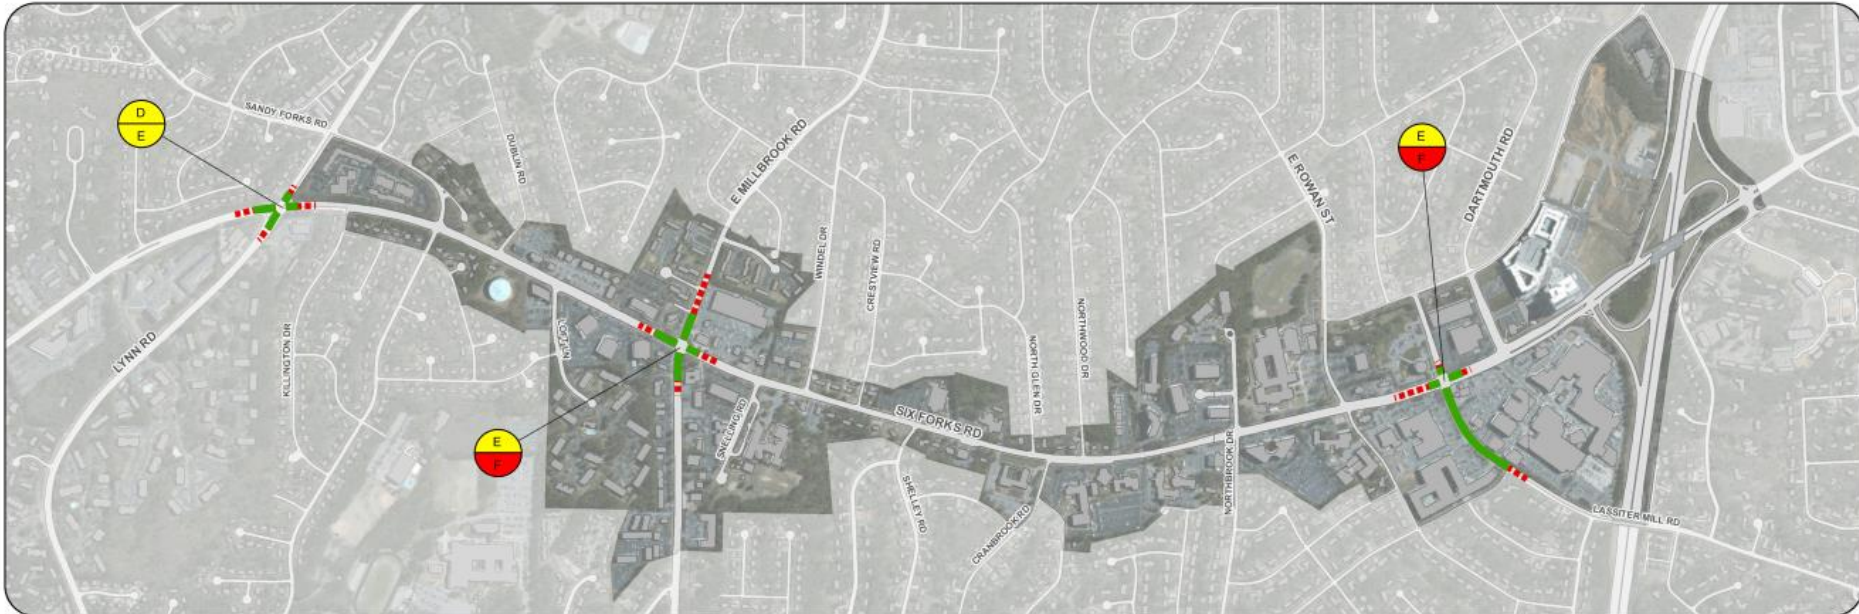 SANDY FORKS RD
D
E
DUBLIN RD
E MILLBROOK RD
E
F
E ROWAN ST
DARTMOUTH RD
WINDEL DR
CRESTVIEW RD
NORTHWOOD DR
NORTH GLEN DR
LYNN RD
KILLINGTON DR
LOFT LN
SNELLING RD
SIX FORKS RD
E
F
SHELLEY RD
CRANBROOK RD
NORTHBROOK DR
LASSITER MILL RD